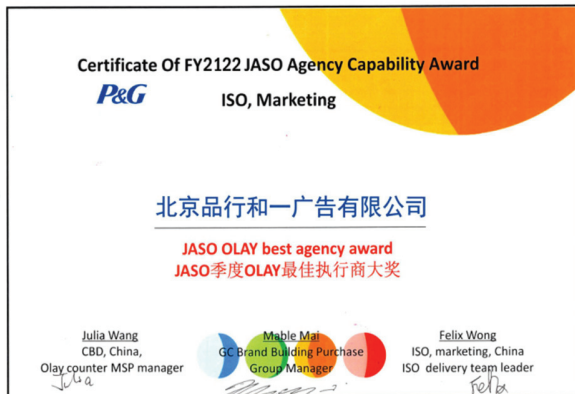 Certificate Of FY2122 JASO Agency Capability Award
P&G
ISO, Marketing
北京品行和一广告有限公司
JASO OLAY best agency award
JASO季度OLAY最佳执行商大奖
Julia Wang
CBD, China,
Olay counter MSP manager
Julia
Mable Mai
GC Brand Building Purchase
Group Manager
Felix Wong
ISO, marketing, China
ISO delivery team leader
Felix